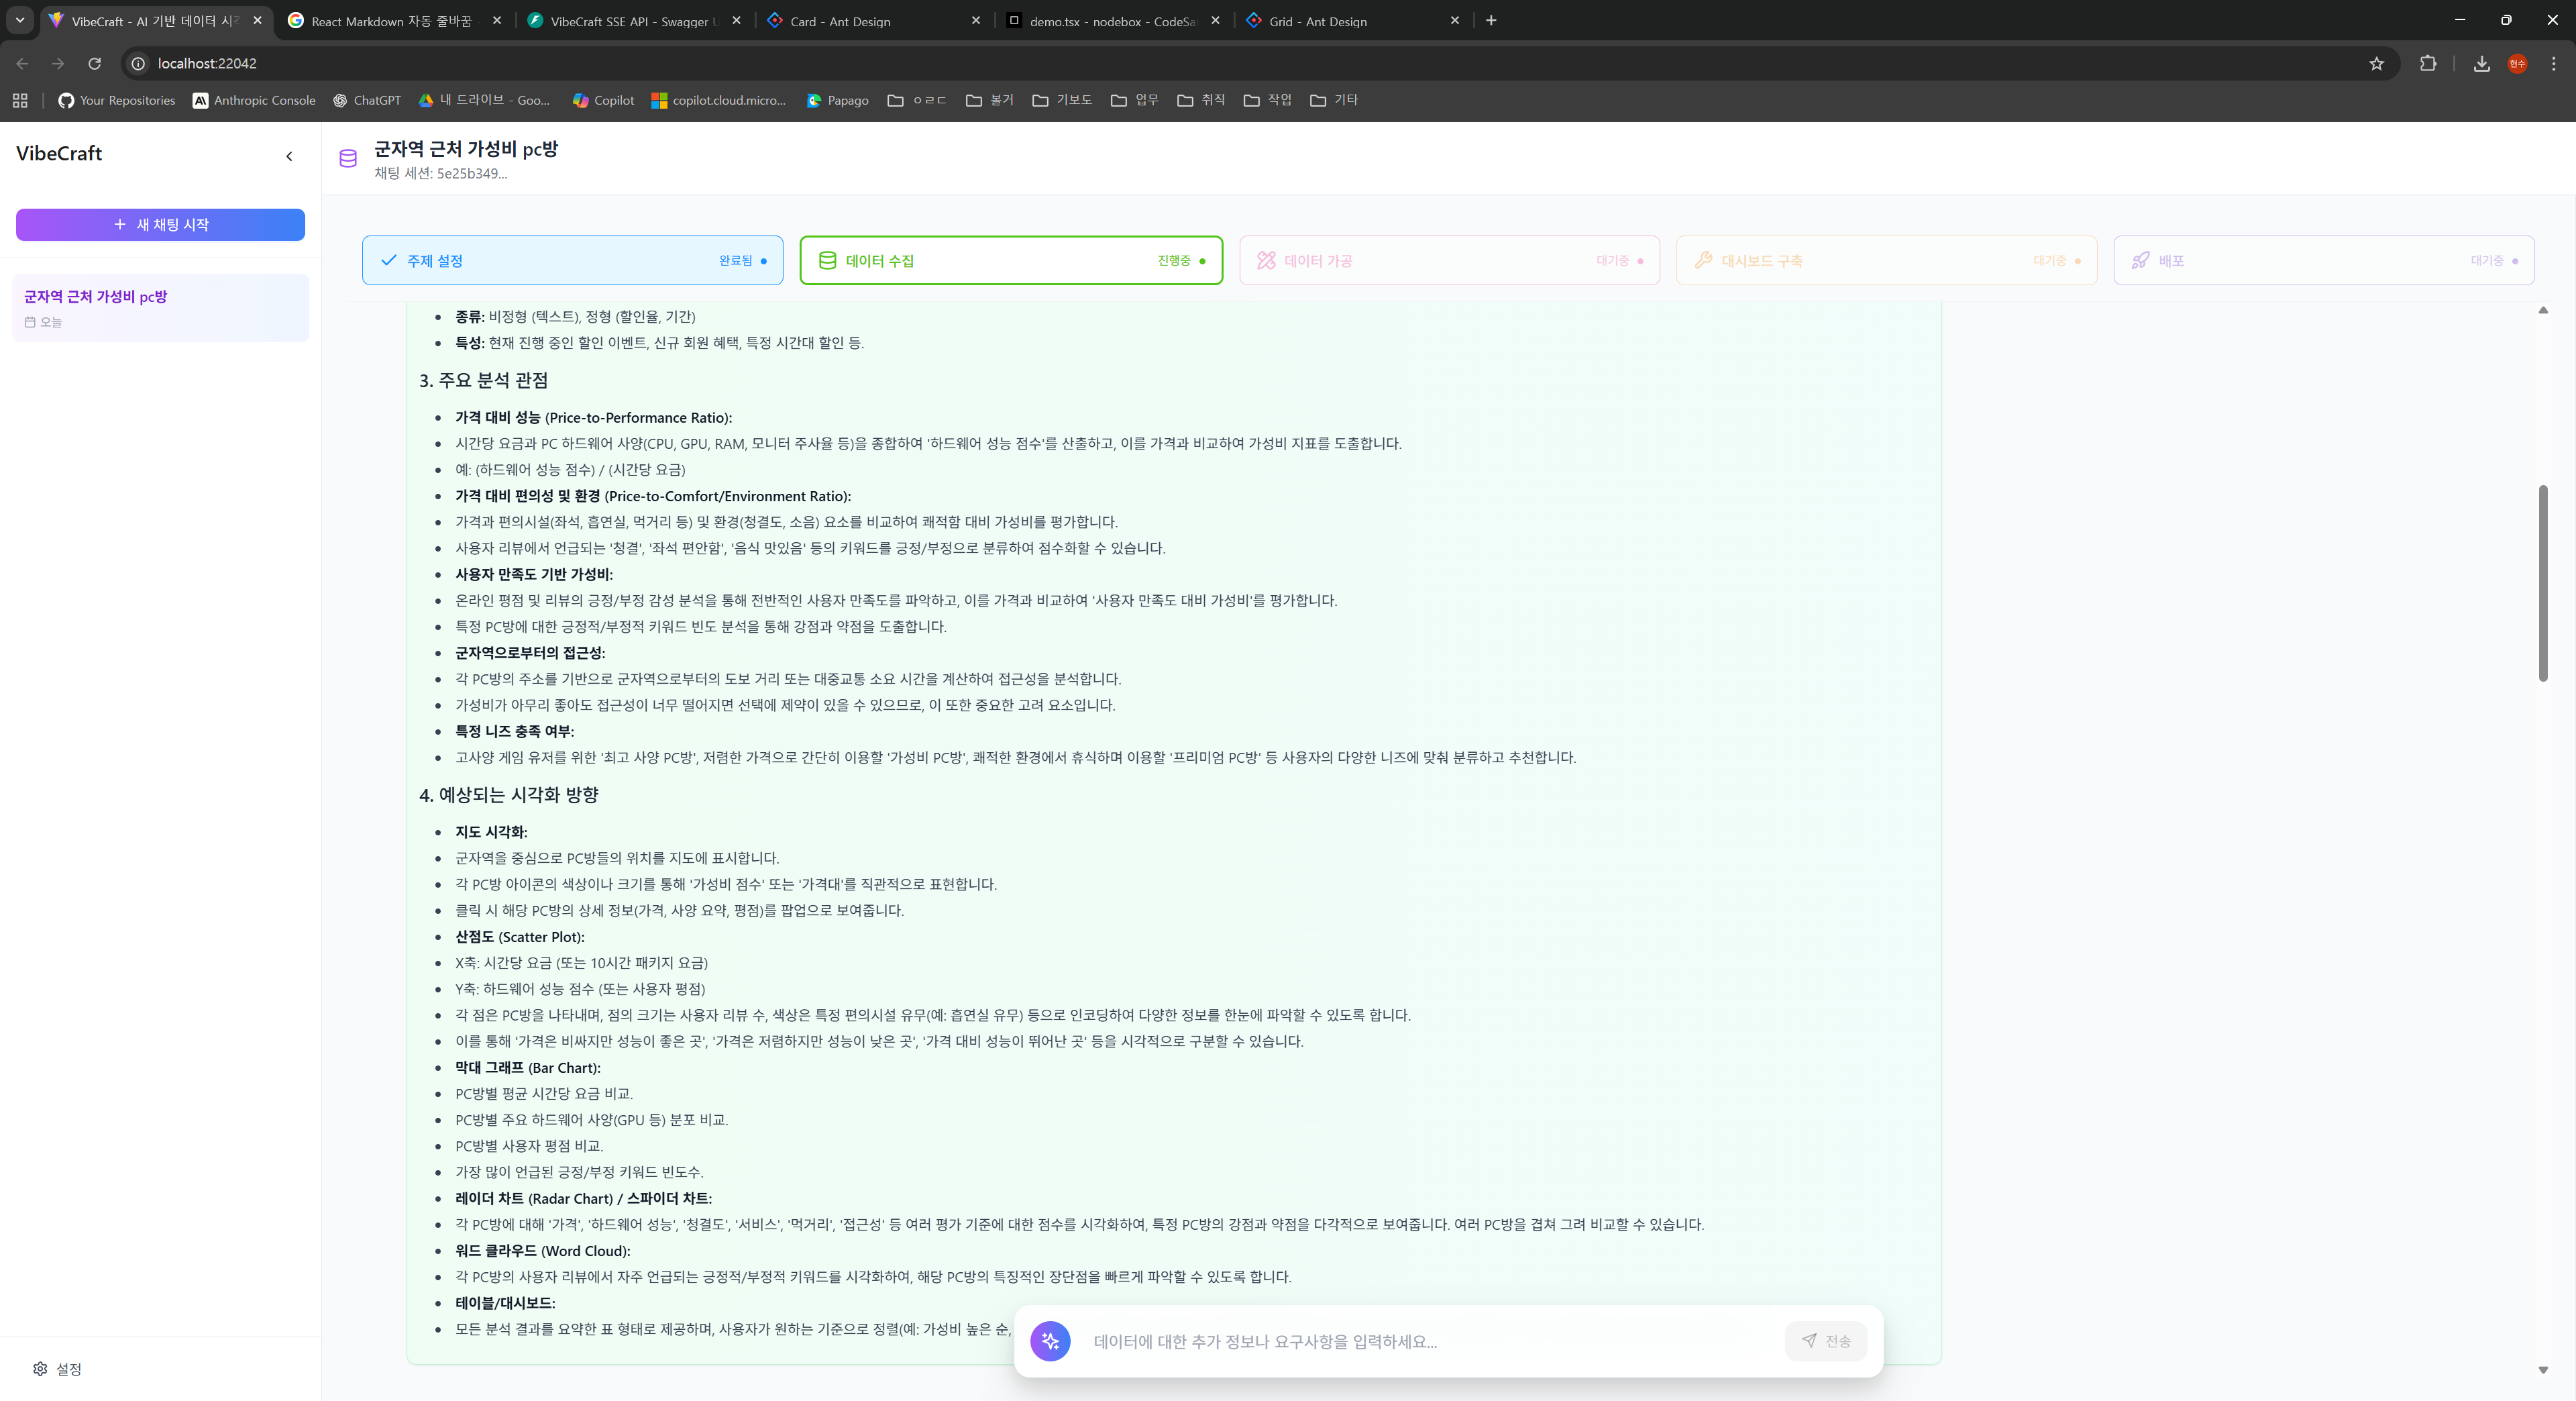 VibeCraft - AI 기반 데이터 시각
React Markdown 자동 줄바꿈
VibeCraft SSE API - Swagger U
Card - Ant Design
demo.tsx - nodebox - CodeSa
Grid - Ant Design
localhost:22042
현수
Your Repositories
Anthropic Console
ChatGPT
내 드라이브 - Goo...
Copilot
copilot.cloud.micro...
Papago
ㅇㄹㄷ
볼거
기보도
업무
취직
작업
기타
VibeCraft
새 채팅 시작
군자역 근처 가성비 pc방
오늘
설정
군자역 근처 가성비 pc방
채팅 세션: 5e25b349...
주제 설정 완료됨
데이터 수집 진행중
데이터 가공 대기중
대시보드 구축 대기중
배포 대기중
• 종류: 비정형 (텍스트), 정형 (할인율, 기간)
• 특성: 현재 진행 중인 할인 이벤트, 신규 회원 혜택, 특정 시간대 할인 등.
3. 주요 분석 관점
• 가격 대비 성능 (Price-to-Performance Ratio):
• 시간당 요금과 PC 하드웨어 사양(CPU, GPU, RAM, 모니터 주사율 등)을 종합하여 '하드웨어 성능 점수'를 산출하고, 이를 가격과 비교하여 가성비 지표를 도출합니다.
• 예: (하드웨어 성능 점수) / (시간당 요금)
• 가격 대비 편의성 및 환경 (Price-to-Comfort/Environment Ratio):
• 가격과 편의시설(좌석, 흡연실, 먹거리 등) 및 환경(청결도, 소음) 요소를 비교하여 쾌적함 대비 가성비를 평가합니다.
• 사용자 리뷰에서 언급되는 '청결', '좌석 편안함', '음식 맛있음' 등의 키워드를 긍정/부정으로 분류하여 점수화할 수 있습니다.
• 사용자 만족도 기반 가성비:
• 온라인 평점 및 리뷰의 긍정/부정 감성 분석을 통해 전반적인 사용자 만족도를 파악하고, 이를 가격과 비교하여 '사용자 만족도 대비 가성비'를 평가합니다.
• 특정 PC방에 대한 긍정적/부정적 키워드 빈도 분석을 통해 강점과 약점을 도출합니다.
• 군자역으로부터의 접근성:
• 각 PC방의 주소를 기반으로 군자역으로부터의 도보 거리 또는 대중교통 소요 시간을 계산하여 접근성을 분석합니다.
• 가성비가 아무리 좋아도 접근성이 너무 떨어지면 선택에 제약이 있을 수 있으므로, 이 또한 중요한 고려 요소입니다.
• 특정 니즈 충족 여부:
• 고사양 게임 유저를 위한 '최고 사양 PC방', 저렴한 가격으로 간단히 이용할 '가성비 PC방', 쾌적한 환경에서 휴식하며 이용할 '프리미엄 PC방' 등 사용자의 다양한 니즈에 맞춰 분류하고 추천합니다.
4. 예상되는 시각화 방향
• 지도 시각화:
• 군자역을 중심으로 PC방들의 위치를 지도에 표시합니다.
• 각 PC방 아이콘의 색상이나 크기를 통해 '가성비 점수' 또는 '가격대'를 직관적으로 표현합니다.
• 클릭 시 해당 PC방의 상세 정보(가격, 사양 요약, 평점)를 팝업으로 보여줍니다.
• 산점도 (Scatter Plot):
• X축: 시간당 요금 (또는 10시간 패키지 요금)
• Y축: 하드웨어 성능 점수 (또는 사용자 평점)
• 각 점은 PC방을 나타내며, 점의 크기는 사용자 리뷰 수, 색상은 특정 편의시설 유무(예: 흡연실 유무) 등으로 인코딩하여 다양한 정보를 한눈에 파악할 수 있도록 합니다.
• 이를 통해 '가격은 비싸지만 성능이 좋은 곳', '가격은 저렴하지만 성능이 낮은 곳', '가격 대비 성능이 뛰어난 곳' 등을 시각적으로 구분할 수 있습니다.
• 막대 그래프 (Bar Chart):
• PC방별 평균 시간당 요금 비교.
• PC방별 주요 하드웨어 사양(GPU 등) 분포 비교.
• PC방별 사용자 평점 비교.
• 가장 많이 언급된 긍정/부정 키워드 빈도수.
• 레이더 차트 (Radar Chart) / 스파이더 차트:
• 각 PC방에 대해 '가격', '하드웨어 성능', '청결도', '서비스', '먹거리', '접근성' 등 여러 평가 기준에 대한 점수를 시각화하여, 특정 PC방의 강점과 약점을 다각적으로 보여줍니다. 여러 PC방을 겹쳐 그려 비교할 수 있습니다.
• 워드 클라우드 (Word Cloud):
• 각 PC방의 사용자 리뷰에서 자주 언급되는 긍정적/부정적 키워드를 시각화하여, 해당 PC방의 특징적인 장단점을 빠르게 파악할 수 있도록 합니다.
• 테이블/대시보드:
• 모든 분석 결과를 요약한 표 형태로 제공하며, 사용자가 원하는 기준으로 정렬(예: 가성비 높은 순,
데이터에 대한 추가 정보나 요구사항을 입력하세요...
전송